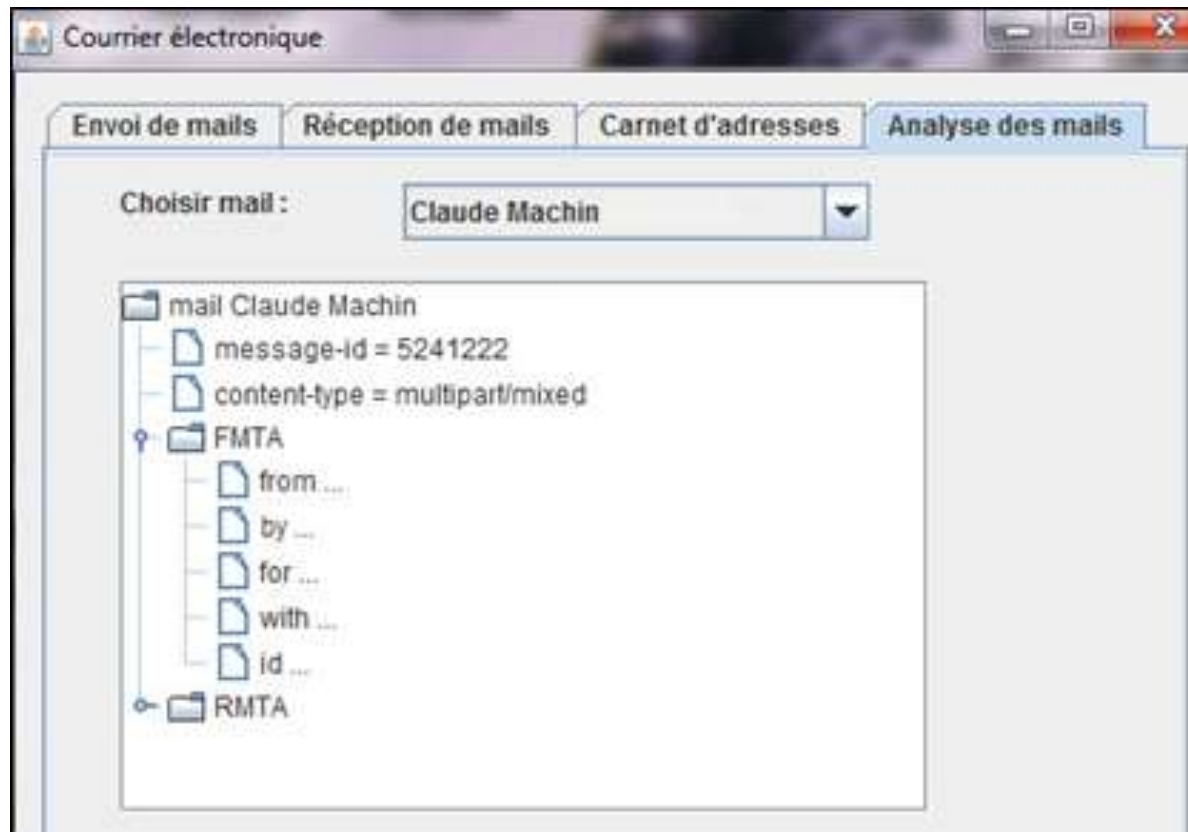 Courrier électronique
Envoi de mails Réception de mails Carnet d'adresses Analyse des mails
Choisir mail : Claude Machin
mail Claude Machin
message-id = 5241222
content-type = multipart/mixed
FMTA
from ...
by ...
for ...
with ...
id ...
RMTA